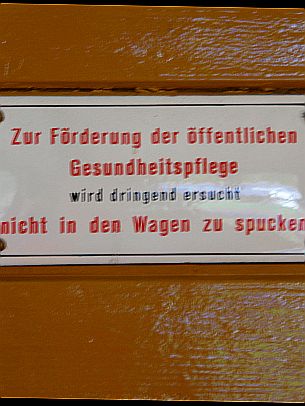 Zur Förderung der öffentlichen
Gesundheitspflege
wird dringend ersucht
nicht in den Wagen zu spucken